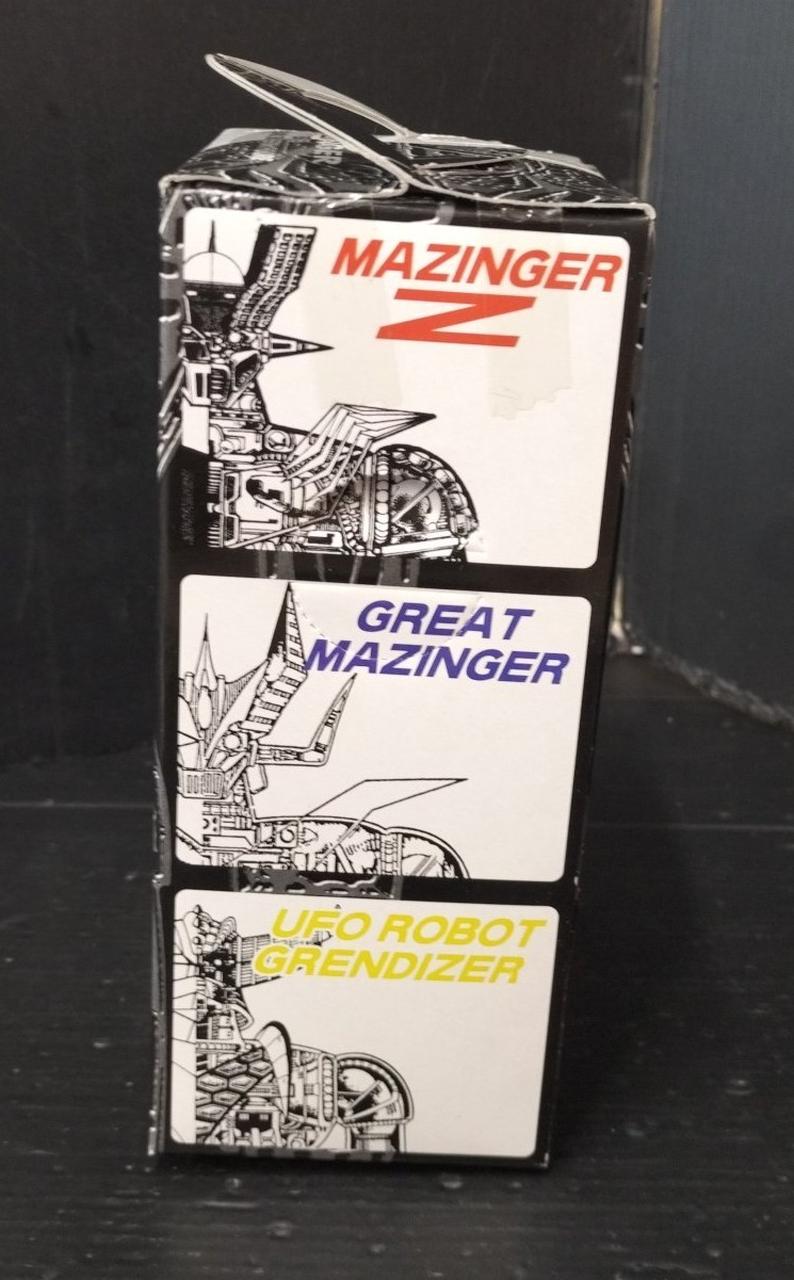 MAZINGER
Z
GREAT
MAZINGER
UFO ROBOT
GRENDIZER